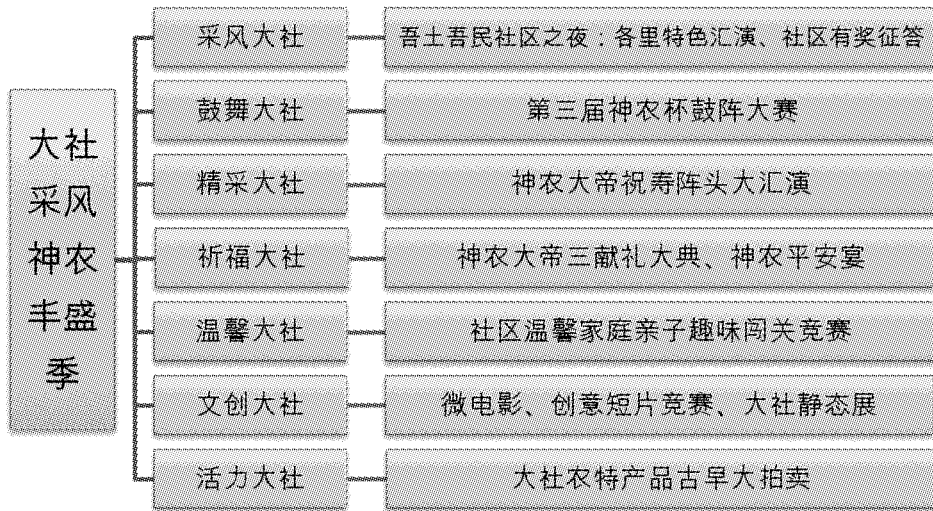 大社
采风
神农
丰盛
季
采风大社
吾土吾民社区之夜：各里特色汇演、社区有奖征答
鼓舞大社
第三届神农杯鼓阵大赛
精采大社
神农大帝祝寿阵头大汇演
祈福大社
神农大帝三献礼大典、神农平安宴
温馨大社
社区温馨家庭亲子趣味闯关竞赛
文创大社
微电影、创意短片竞赛、大社静态展
活力大社
大社农特产品古早大拍卖